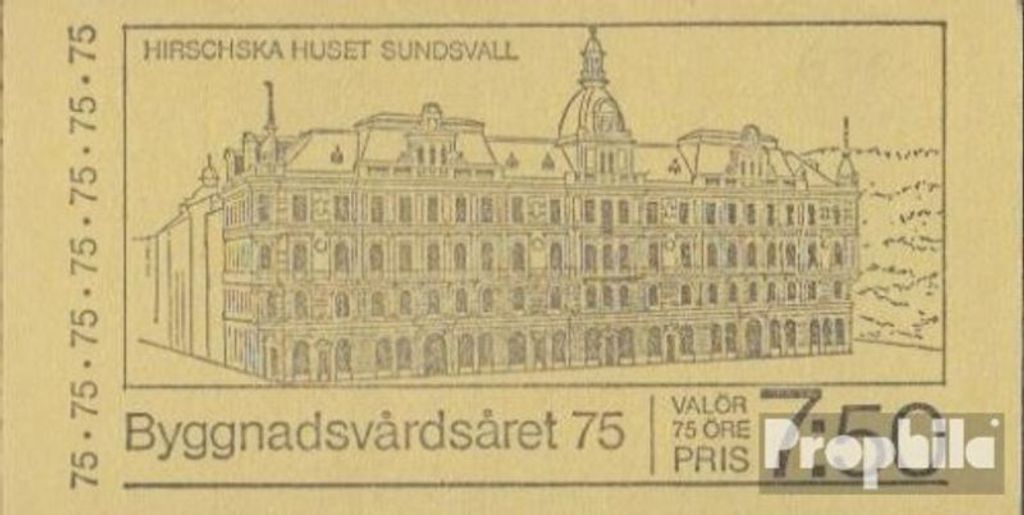 HIRSCHSKA HUSET SUNDSVALL
75 · 75 · 75 · 75 · 75 · 75 · 75
Byggnadsvårdsåret 75
VALÖR
75 ÖRE
PRIS 7:50
Prophila